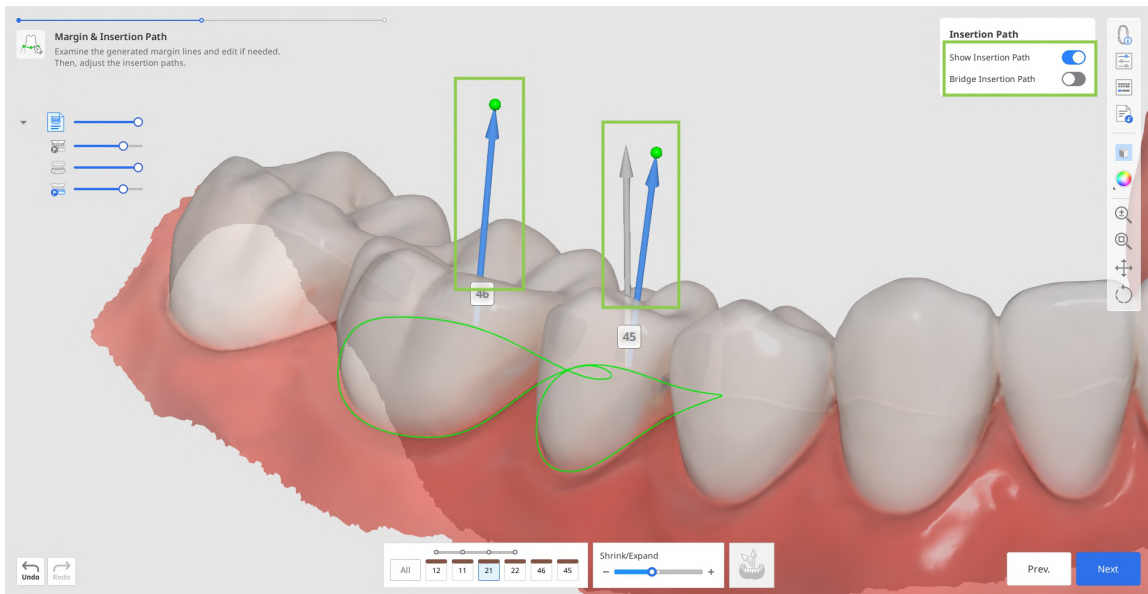 Margin & Insertion Path
Examine the generated margin lines and edit if needed.
Then, adjust the insertion paths.
Insertion Path
Show Insertion Path
Bridge Insertion Path
46
45
Shrink/Expand
All
12
11
21
22
46
45
− +
Undo
Redo
Prev.
Next